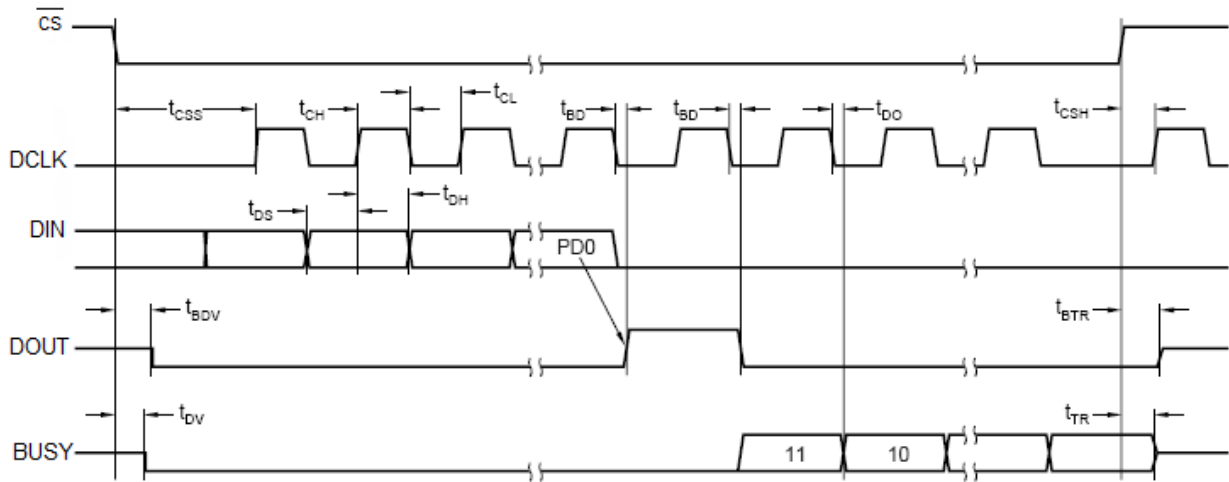 CS
tCSS tCH tCL tBD tBD tDO tCSH
DCLK
tDS tDH
DIN
PD0
tBDV tBTR
DOUT
tDV tTR
BUSY 11 10